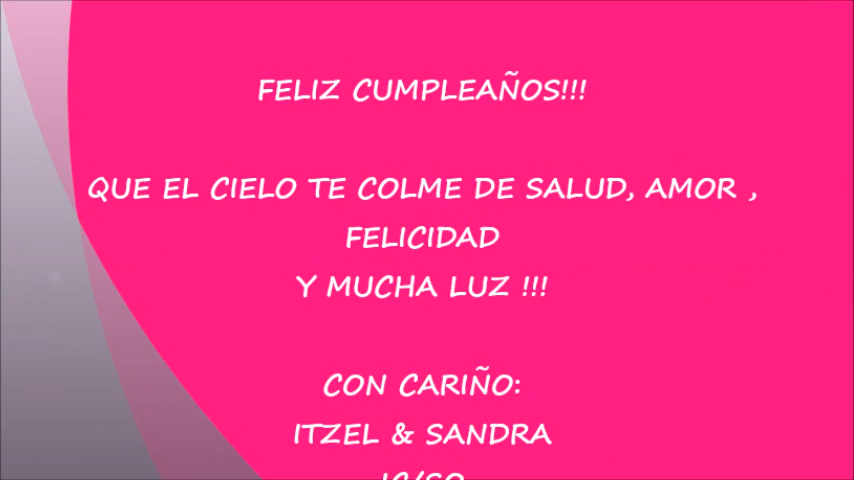 FELIZ CUMPLEAÑOS!!!
QUE EL CIELO TE COLME DE SALUD, AMOR ,
FELICIDAD
Y MUCHA LUZ !!!
CON CARIÑO:
ITZEL & SANDRA